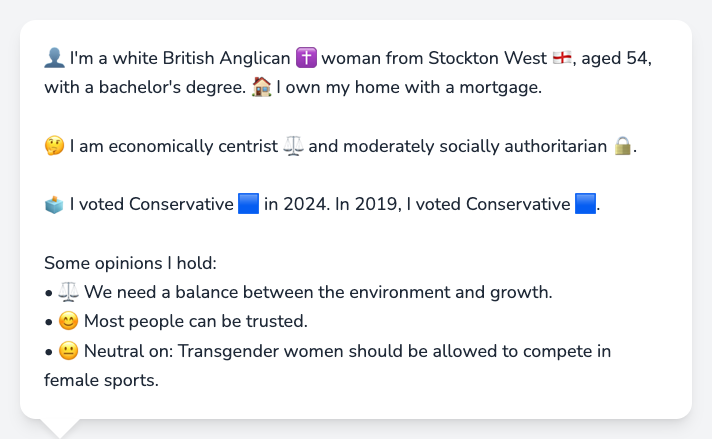 👤 I'm a white British Anglican ✝️ woman from Stockton West 🏴󠁧󠁢󠁥󠁮󠁧󠁿, aged 54,
with a bachelor's degree. 🏠 I own my home with a mortgage.
🤔 I am economically centrist ⚖️ and moderately socially authoritarian 🔒.
🗳️ I voted Conservative 🟦 in 2024. In 2019, I voted Conservative 🟦.
Some opinions I hold:
• ⚖️ We need a balance between the environment and growth.
• 😊 Most people can be trusted.
• 😐 Neutral on: Transgender women should be allowed to compete in
female sports.